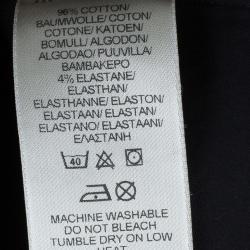 96% COTTON/
BAUMWOLLE/ COTON/
COTONE/ KATOEN/
BOMULL/ ALGODON/
ALGODAO/ PUUVILLA/
ΒΑΜΒΑΚΕΡΟ
4% ELASTANE/
ELASTHAN/
ELASTHANNE/ ELASTON/
ELASTAAN/ ELASTAN/
ELASTANO/ ELASTAANI/
ΕΛΑΣΤΑΝΗ
40
MACHINE WASHABLE
DO NOT BLEACH
TUMBLE DRY ON LOW
HEAT